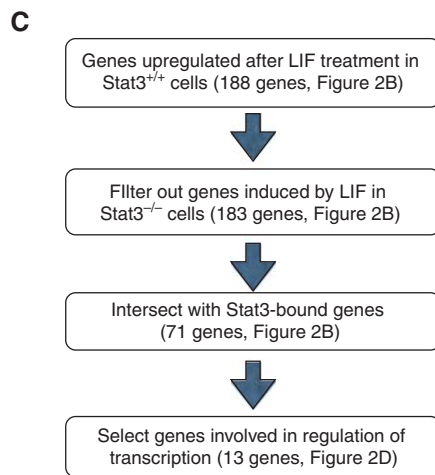 C
Genes upregulated after LIF treatment in
Stat3+/+ cells (188 genes, Figure 2B)
FIlter out genes induced by LIF in
Stat3–/– cells (183 genes, Figure 2B)
Intersect with Stat3-bound genes
(71 genes, Figure 2B)
Select genes involved in regulation of
transcription (13 genes, Figure 2D)